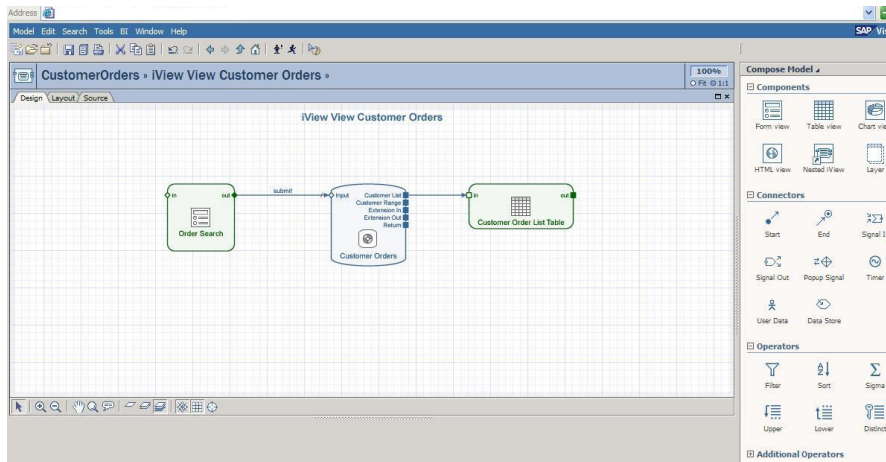 Address
Model Edit Search Tools BI Window Help
SAP Vis
CustomerOrders » iView View Customer Orders »
100%
Fit 1:1
Design Layout Source
iView View Customer Orders
in out
Order Search
submit
Input
Customer List
Customer Range
Extension In
Extension Out
Return
Customer Orders
in out
Customer Order List Table
Compose Model
Components
Form view Table view Chart vie
HTML view Nested iView Layer
Connectors
Start End Signal I
Signal Out Popup Signal Timer
User Data Data Store
Operators
Filter Sort Sigma
Upper Lower Distinct
Additional Operators